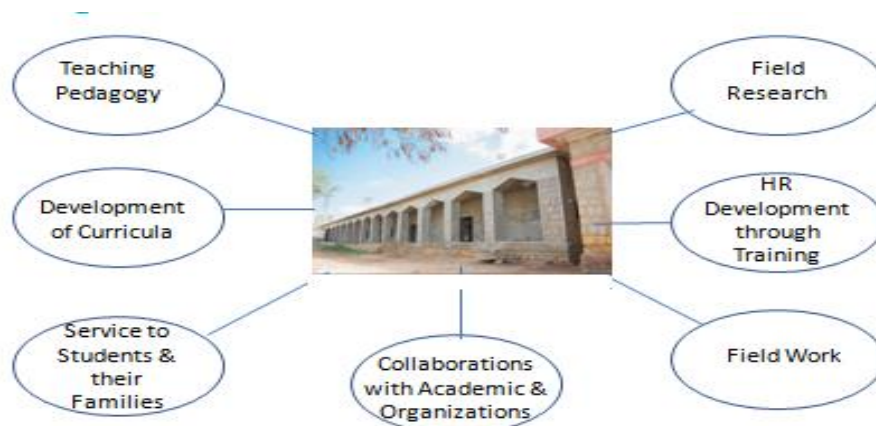 Teaching
Pedagogy
Field
Research
Development
of Curricula
HR
Development
through
Training
Service to
Students &
their
Families
Collaborations
with Academic &
Organizations
Field Work